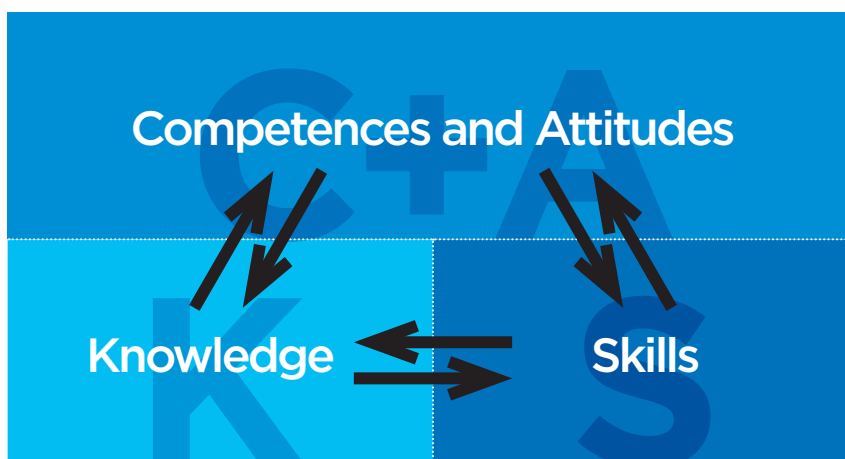 C+A
Competences and Attitudes
K
Knowledge
S
Skills